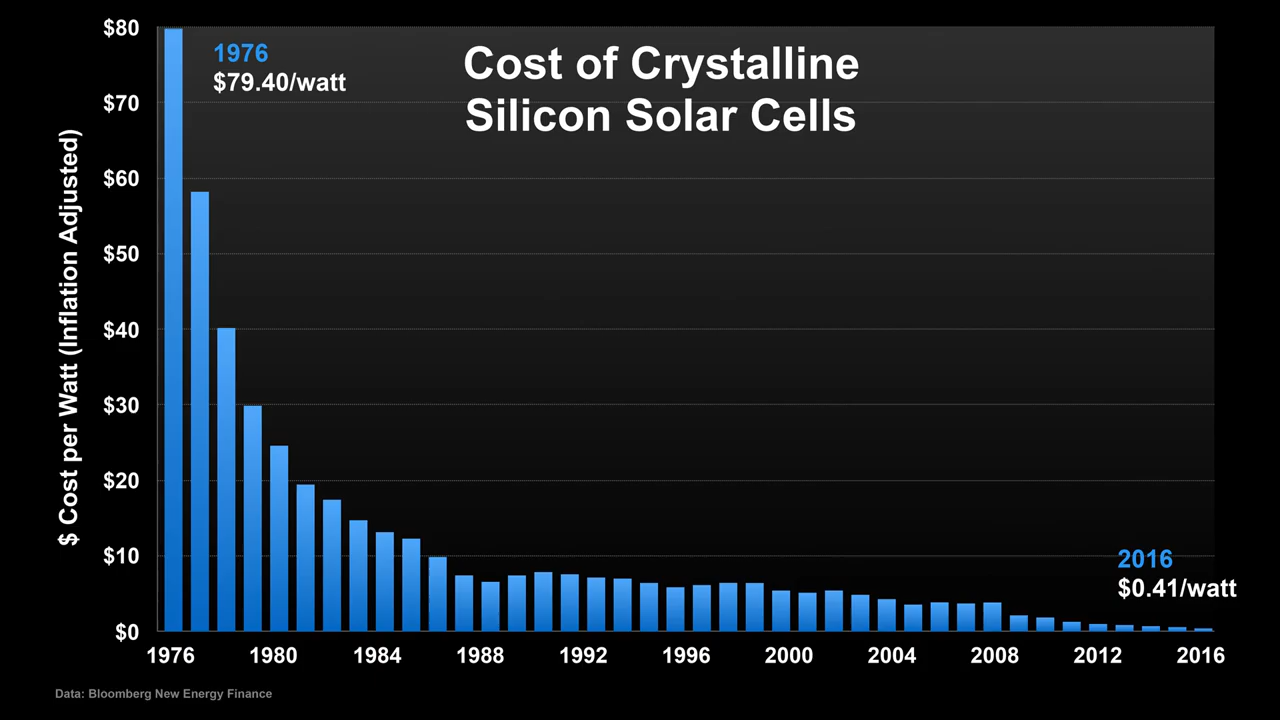 Cost of Crystalline
Silicon Solar Cells
1976
$79.40/watt
$ Cost per Watt (Inflation Adjusted)
$80
$70
$60
$50
$40
$30
$20
$10
$0
2016
$0.41/watt
1976 1980 1984 1988 1992 1996 2000 2004 2008 2012 2016
Data: Bloomberg New Energy Finance